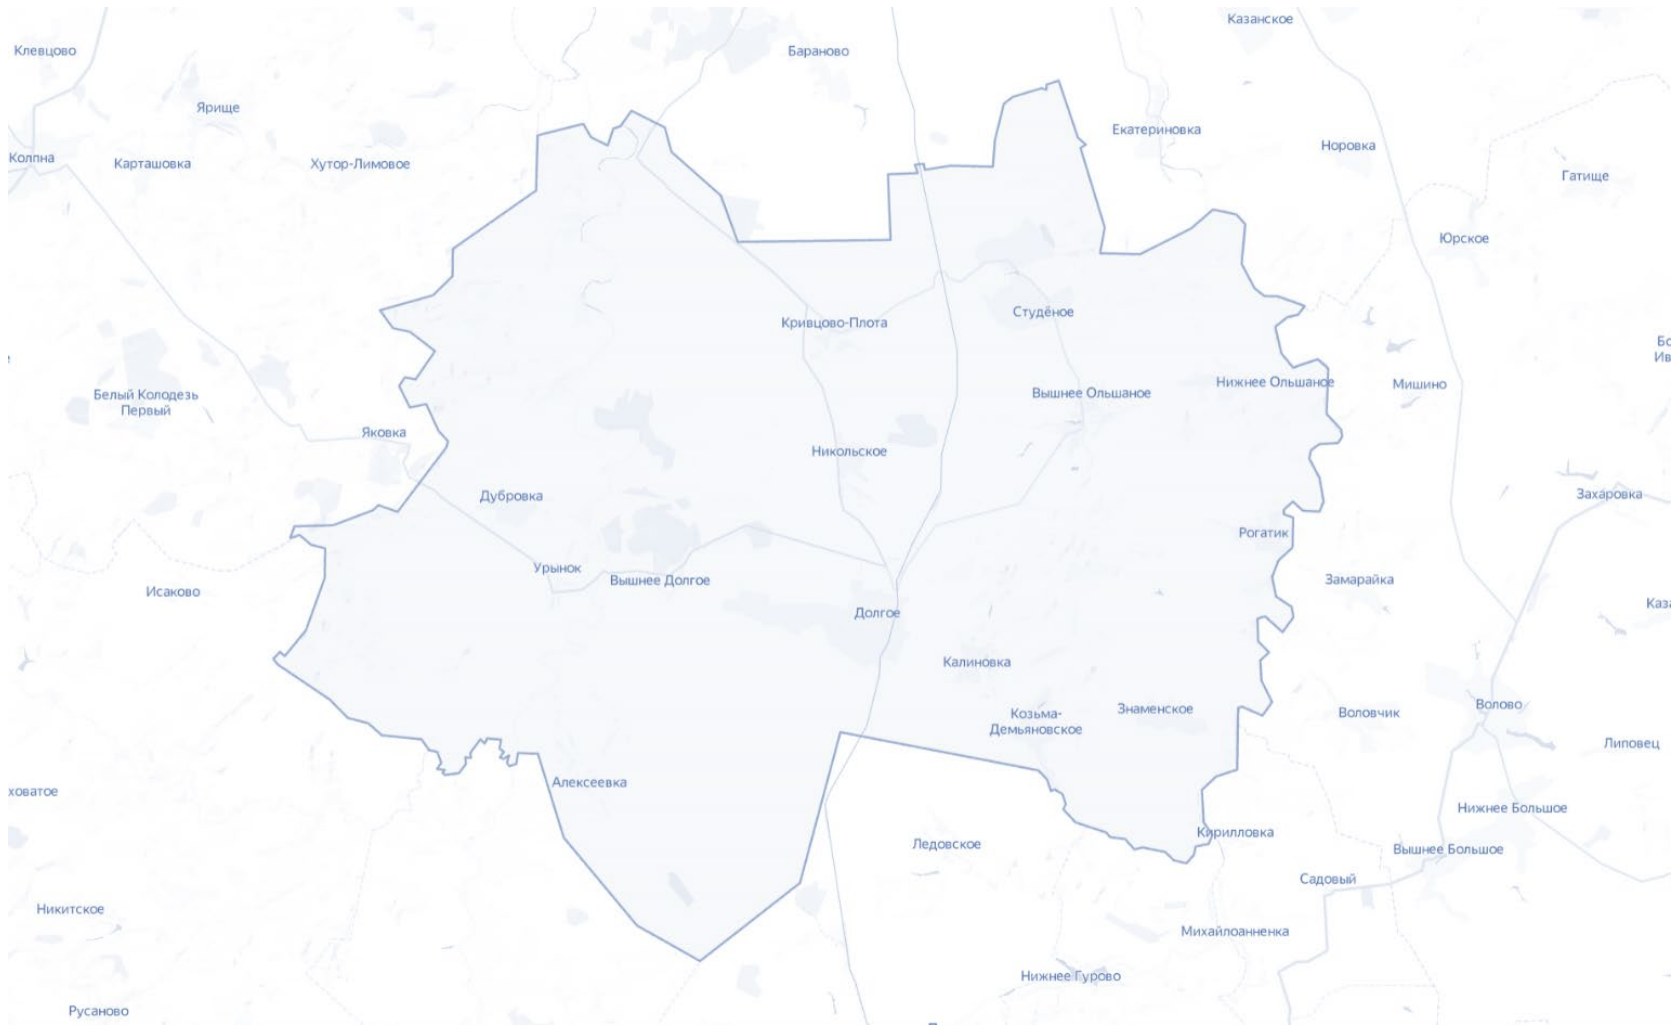 Казанское
Клевцово
Бараново
Ярище
Екатериновка
Норовка
Колпна
Карташовка
Хутор-Лимовое
Гатище
Юрское
Студёное
Кривцово-Плота
Нижнее Ольшаное
Мишино
Вышнее Ольшаное
Белый Колодезь
Первый
Яковка
Никольское
Дубровка
Захаровка
Рогатик
Урынок
Вышнее Долгое
Замарайка
Исаково
Долгое
Калиновка
Волово
Знаменское
Воловчик
Козьма-
Демьяновское
Липовец
Алексеевка
ховатое
Нижнее Большое
Кирилловка
Ледовское
Вышнее Большое
Садовый
Никитское
Михайлоанненка
Нижнее Гурово
Русаново